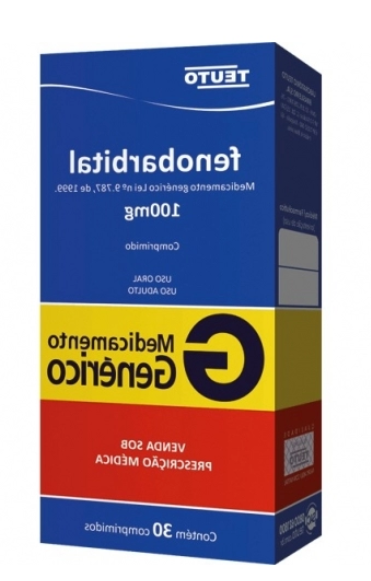 TEUTO
fenobarbital
Medicamento genérico Lei nº 9.787, de 1999.
100mg
Comprimido
USO ORAL
USO ADULTO
G
Medicamento
Genérico
VENDA SOB
PRESCRIÇÃO MÉDICA
Contém 30 comprimidos
TEUTO